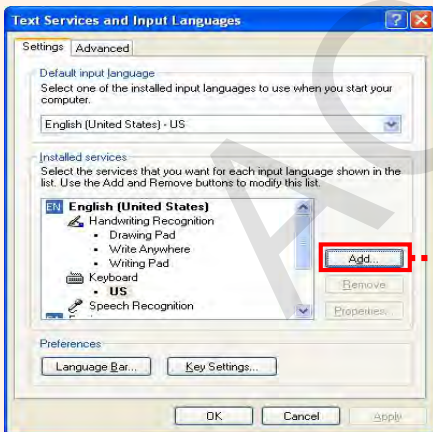 Text Services and Input Languages
Settings Advanced
Default input language
Select one of the installed input languages to use when you start your
computer.
English (United States) - US
Installed services
Select the services that you want for each input language shown in the
list. Use the Add and Remove buttons to modify this list.
EN English (United States)
Handwriting Recognition
• Drawing Pad
• Write Anywhere
• Writing Pad
Keyboard
• US
Speech Recognition
Add...
Remove
Properties...
Preferences
Language Bar...
Key Settings...
OK Cancel Apply